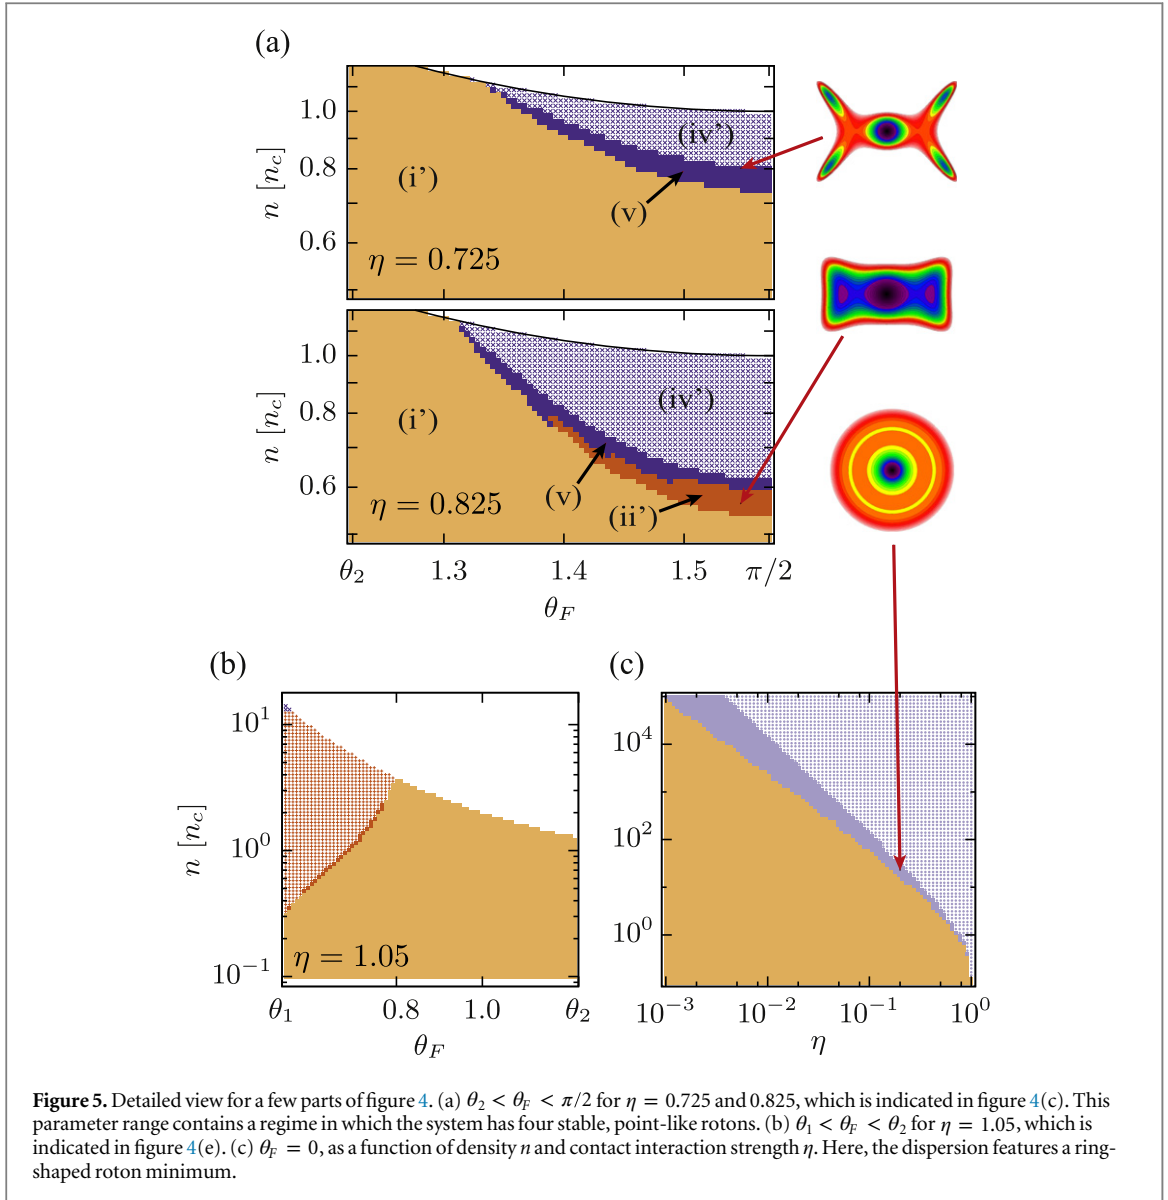 (a)
1.0
0.8
0.6
n [n_c]
(i')
(iv')
(v)
η = 0.725
1.0
0.8
0.6
n [n_c]
(i')
(iv')
(v)
(ii')
η = 0.825
θ_2 1.3 1.4 1.5 π/2
θ_F
(b)
10^1
10^0
10^{-1}
n [n_c]
η = 1.05
θ_1 0.8 1.0 θ_2
θ_F
(c)
10^4
10^2
10^0
10^{-3} 10^{-2} 10^{-1} 10^0
η
Figure 5. Detailed view for a few parts of figure 4. (a) θ_2 < θ_F < π/2 for η = 0.725 and 0.825, which is indicated in figure 4(c). This
parameter range contains a regime in which the system has four stable, point-like rotons. (b) θ_1 < θ_F < θ_2 for η = 1.05, which is
indicated in figure 4(e). (c) θ_F = 0, as a function of density n and contact interaction strength η. Here, the dispersion features a ring-
shaped roton minimum.